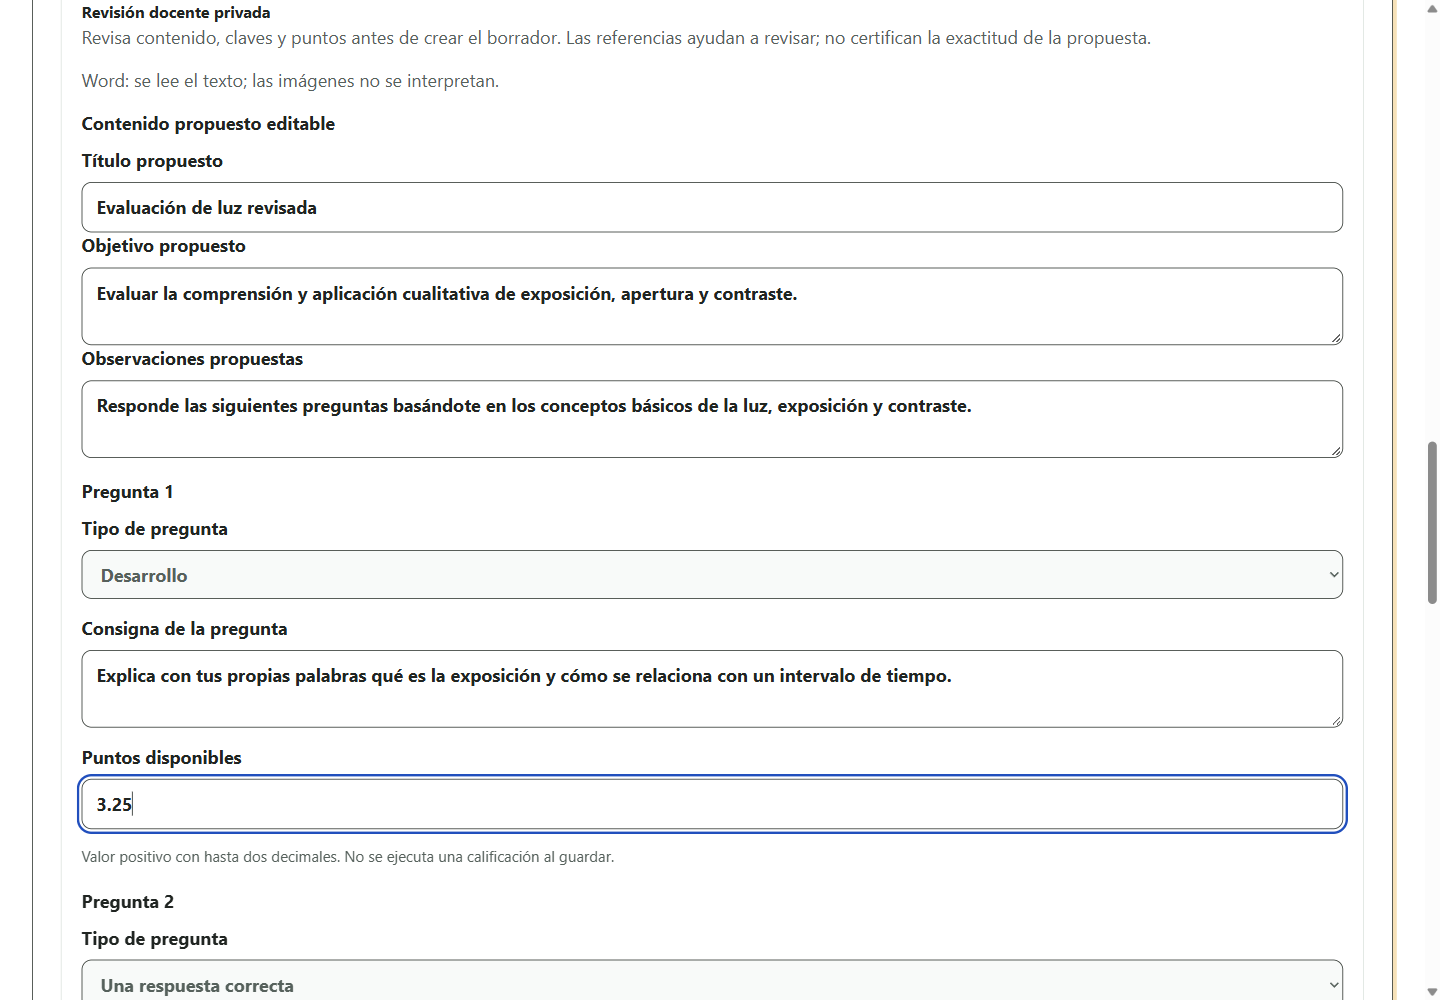 Revisión docente privada
Revisa contenido, claves y puntos antes de crear el borrador. Las referencias ayudan a revisar; no certifican la exactitud de la propuesta.
Word: se lee el texto; las imágenes no se interpretan.
Contenido propuesto editable
Título propuesto
Evaluación de luz revisada
Objetivo propuesto
Evaluar la comprensión y aplicación cualitativa de exposición, apertura y contraste.
Observaciones propuestas
Responde las siguientes preguntas basándote en los conceptos básicos de la luz, exposición y contraste.
Pregunta 1
Tipo de pregunta
Desarrollo
Consigna de la pregunta
Explica con tus propias palabras qué es la exposición y cómo se relaciona con un intervalo de tiempo.
Puntos disponibles
3.25
Valor positivo con hasta dos decimales. No se ejecuta una calificación al guardar.
Pregunta 2
Tipo de pregunta
Una respuesta correcta